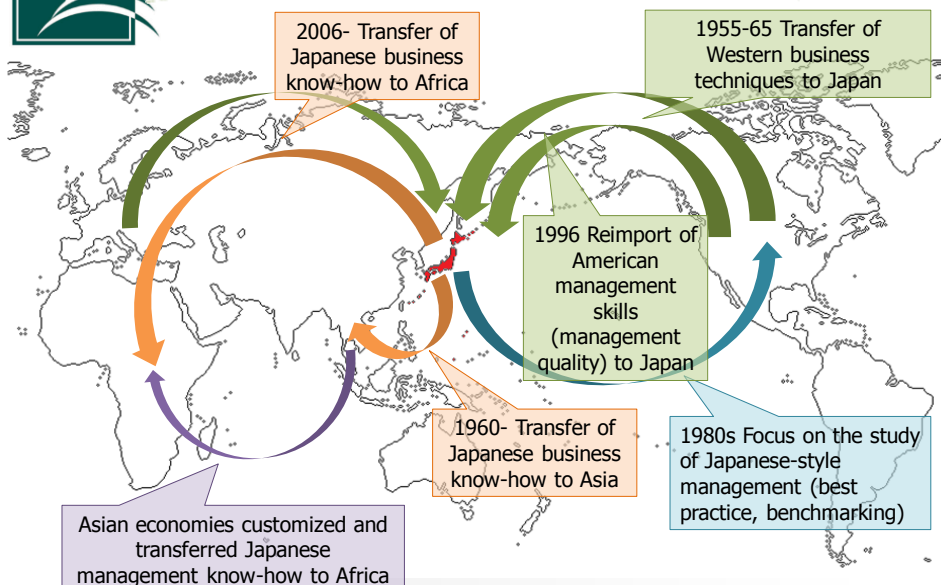 2006- Transfer of
Japanese business
know-how to Africa
1955-65 Transfer of
Western business
techniques to Japan
1996 Reimport of
American
management
skills
(management
quality) to Japan
1960- Transfer of
Japanese business
know-how to Asia
1980s Focus on the study
of Japanese-style
management (best
practice, benchmarking)
Asian economies customized and
transferred Japanese
management know-how to Africa